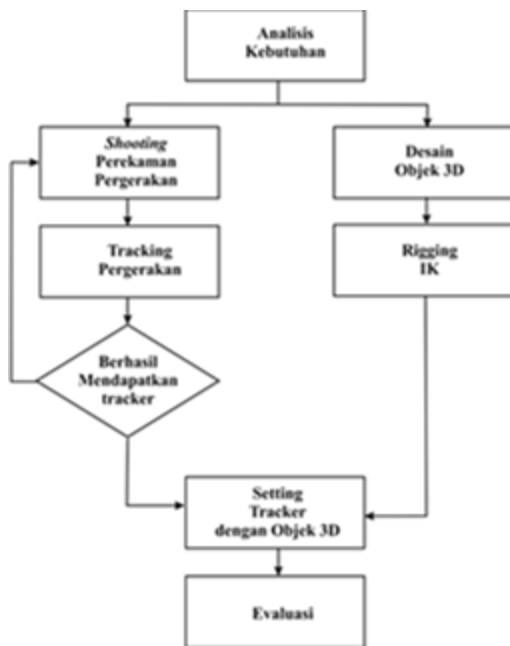 Analisis
Kebutuhan
Shooting
Perekaman
Pergerakan
Desain
Objek 3D
Tracking
Pergerakan
Rigging
IK
Berhasil
Mendapatkan
tracker
Setting
Tracker
dengan Objek 3D
Evaluasi